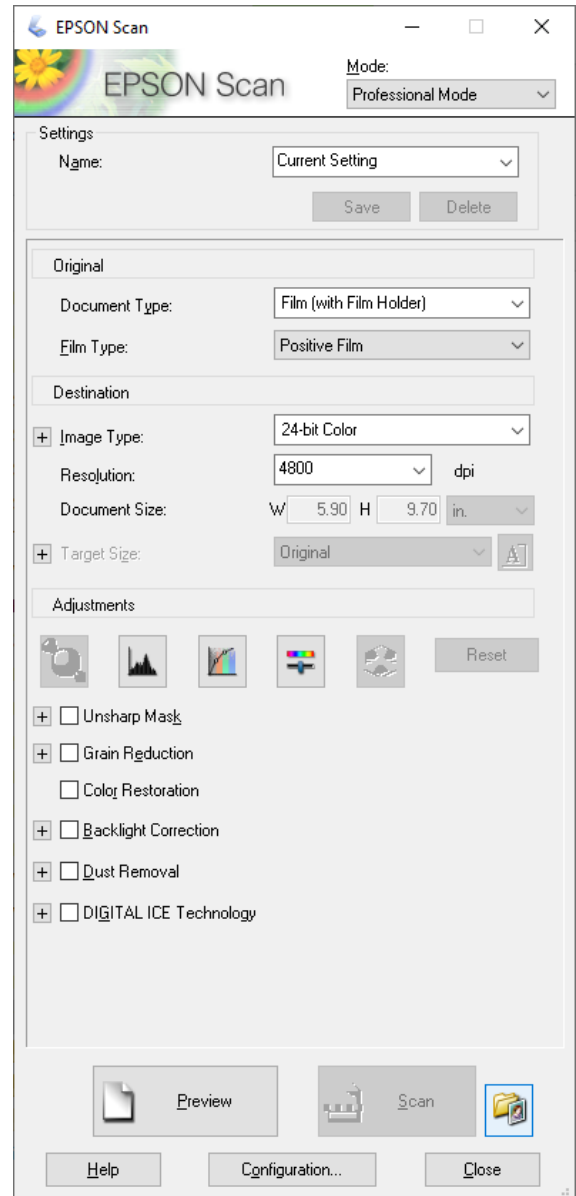 EPSON Scan
EPSON Scan
Mode:
Professional Mode
Settings
Name:
Current Setting
Save
Delete
Original
Document Type:
Film (with Film Holder)
Film Type:
Positive Film
Destination
Image Type:
24-bit Color
Resolution:
4800
dpi
Document Size:
W 5.90 H 9.70 in.
Target Size:
Original
A
Adjustments
Reset
Unsharp Mask
Grain Reduction
Color Restoration
Backlight Correction
Dust Removal
DIGITAL ICE Technology
Preview
Scan
Help
Configuration...
Close